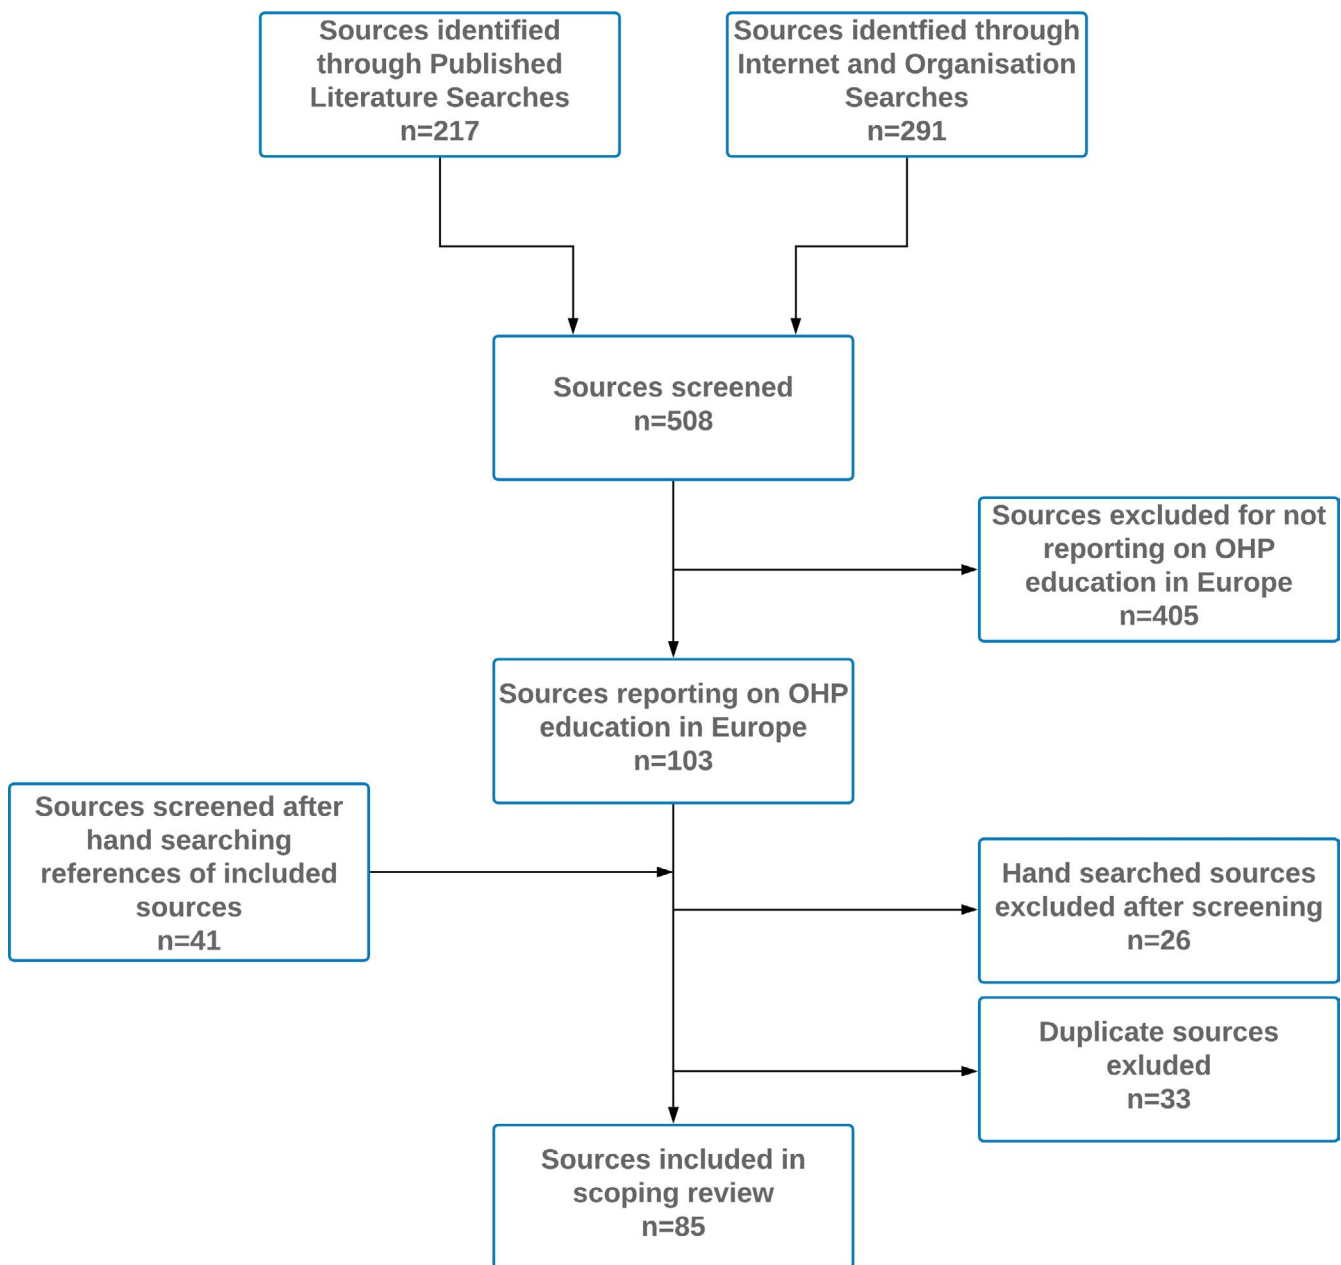 Sources identified
through Published
Literature Searches
n=217
Sources identfied through
Internet and Organisation
Searches
n=291
Sources screened
n=508
Sources excluded for not
reporting on OHP
education in Europe
n=405
Sources reporting on OHP
education in Europe
n=103
Sources screened after
hand searching
references of included
sources
n=41
Hand searched sources
excluded after screening
n=26
Duplicate sources
exluded
n=33
Sources included in
scoping review
n=85